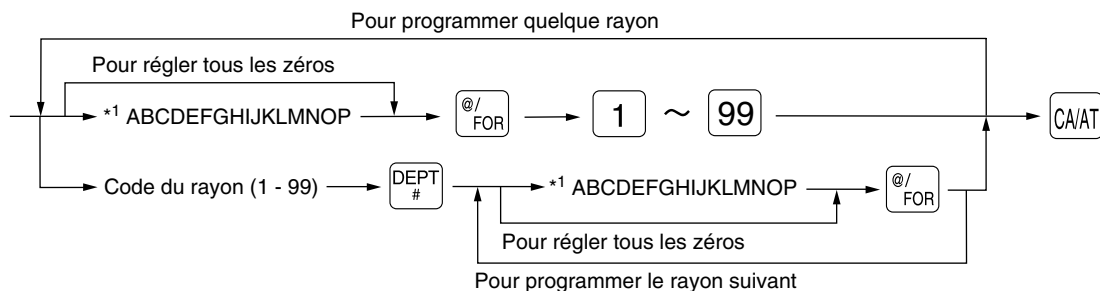 Pour programmer quelque rayon
Pour régler tous les zéros
*1 ABCDEFGHIJKLMNOP @/FOR 1 ~ 99 CA/AT
Code du rayon (1 - 99) DEPT # *1 ABCDEFGHIJKLMNOP @/FOR
Pour régler tous les zéros
Pour programmer le rayon suivant